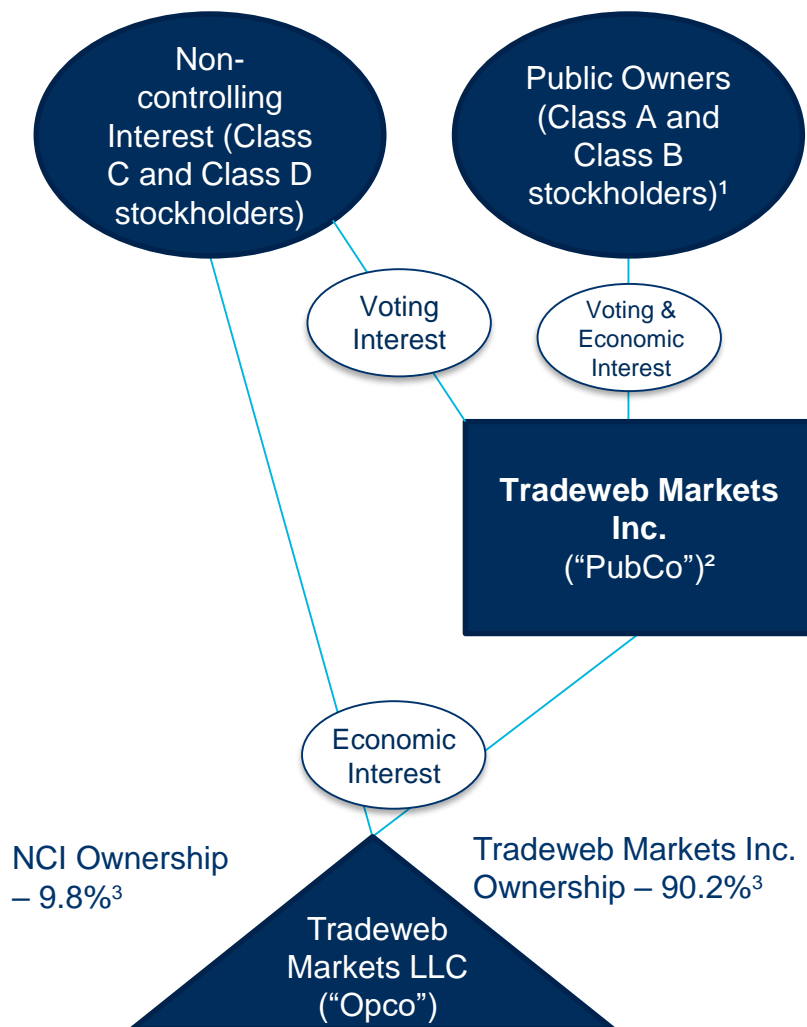 Non-
controlling
Interest (Class
C and Class D
stockholders)
Public Owners
(Class A and
Class B
stockholders)¹
Voting
Interest
Voting &
Economic
Interest
Tradeweb Markets
Inc.
(“PubCo”)²
Economic
Interest
NCI Ownership
– 9.8%³
Tradeweb Markets Inc.
Ownership – 90.2%³
Tradeweb
Markets LLC
(“Opco”)